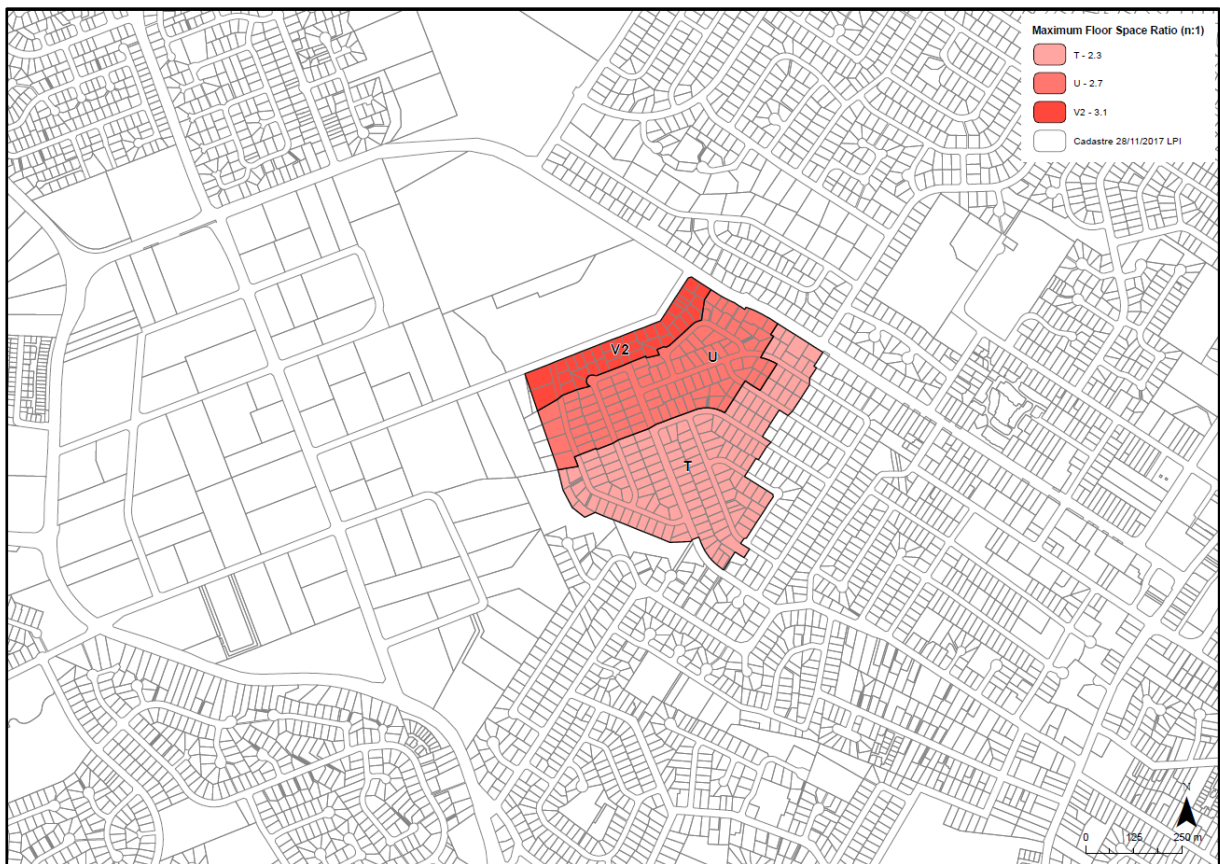 Maximum Floor Space Ratio (n:1)
T - 2.3
U - 2.7
V2 - 3.1
Cadastre 28/11/2017 LPI
V2
U
T
N
0 125 250 m